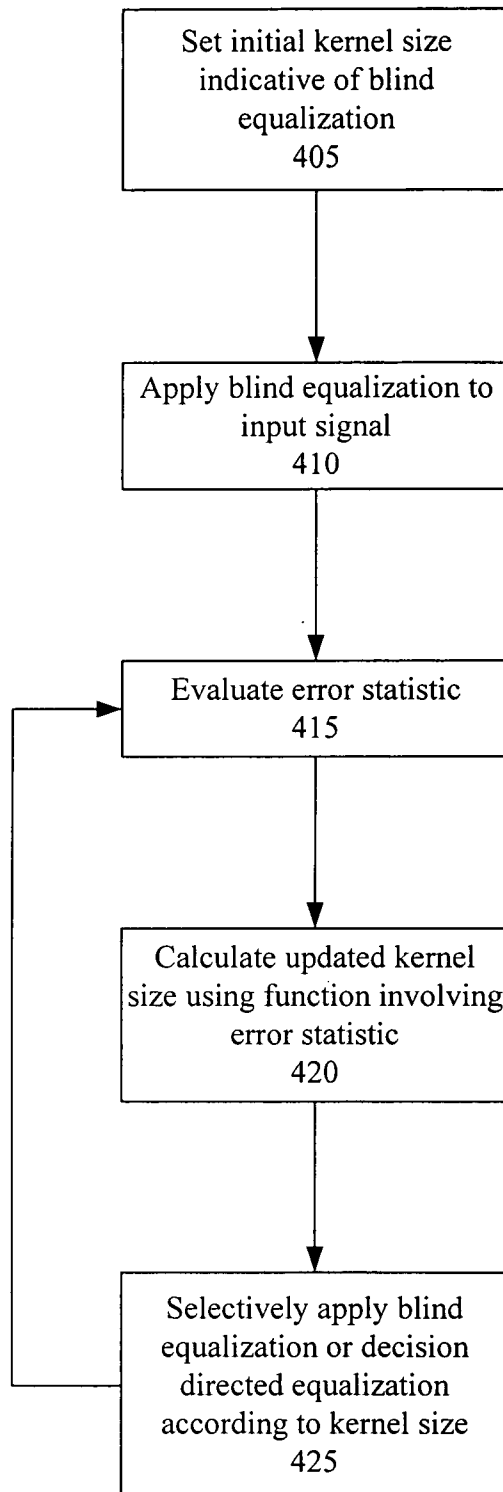 Set initial kernel size
indicative of blind
equalization
405
Apply blind equalization to
input signal
410
Evaluate error statistic
415
Calculate updated kernel
size using function involving
error statistic
420
Selectively apply blind
equalization or decision
directed equalization
according to kernel size
425